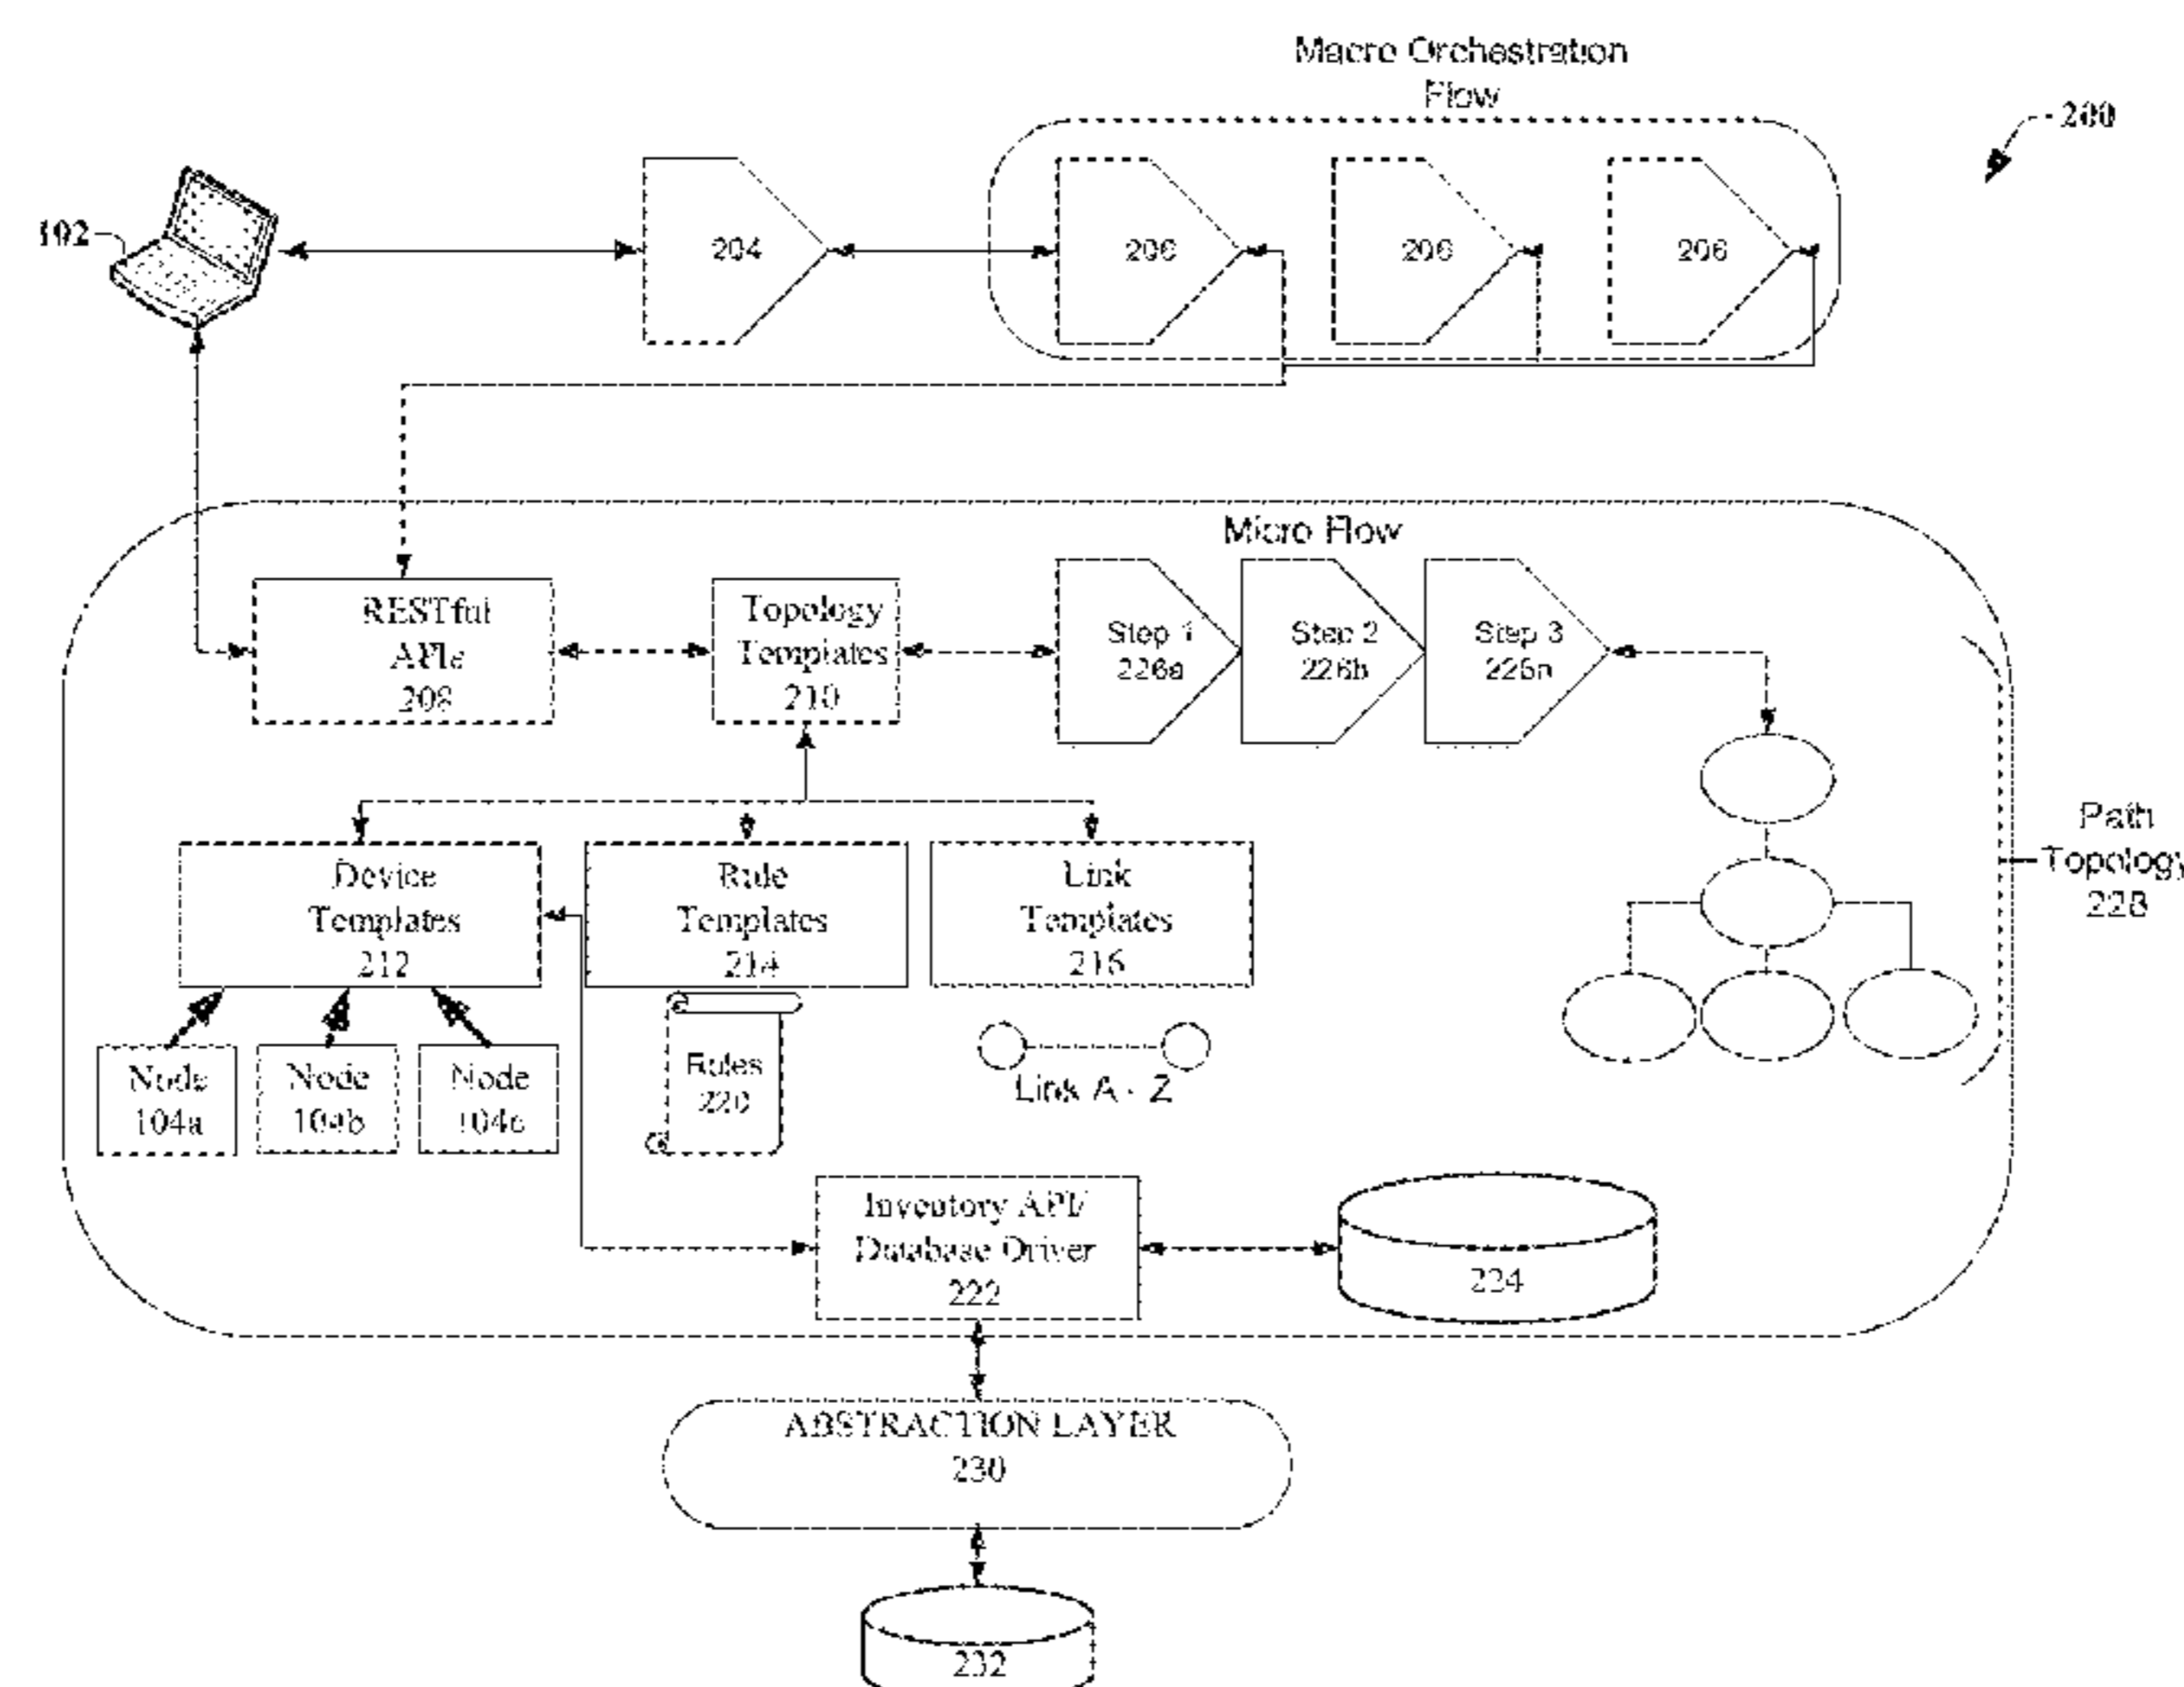 Macro Orchestration
Flow
200
102
204
206
206
206
Micro Flow
RESTful
APIs
208
Topology
Templates
210
Step 1
226a
Step 2
226b
Step 3
226n
Path
Topology
228
Device
Templates
212
Rule
Templates
214
Link
Templates
216
Node
104a
Node
104b
Node
104c
Rules
220
Link A - Z
Inventory API/
Database Driver
222
224
ABSTRACTION LAYER
230
232